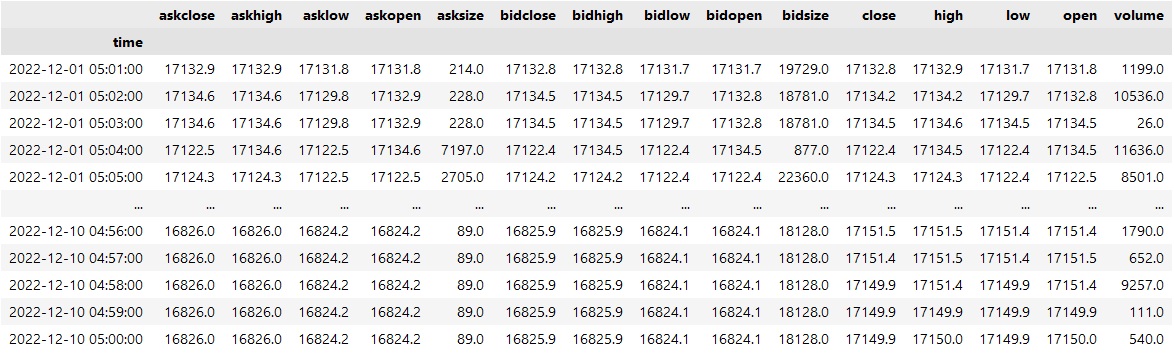 askclose askhigh asklow askopen asksize bidclose bidhigh bidlow bidopen bidsize close high low open volume
time
2022-12-01 05:01:00 17132.9 17132.9 17131.8 17131.8 214.0 17132.8 17132.8 17131.7 17131.7 19729.0 17132.8 17132.9 17131.7 17131.8 1199.0
2022-12-01 05:02:00 17134.6 17134.6 17129.8 17132.9 228.0 17134.5 17134.5 17129.7 17132.8 18781.0 17134.2 17134.2 17129.7 17132.8 10536.0
2022-12-01 05:03:00 17134.6 17134.6 17129.8 17132.9 228.0 17134.5 17134.5 17129.7 17132.8 18781.0 17134.5 17134.6 17134.5 17134.5 26.0
2022-12-01 05:04:00 17122.5 17134.6 17122.5 17134.6 7197.0 17122.4 17134.5 17122.4 17134.5 877.0 17122.4 17134.5 17122.4 17134.5 11636.0
2022-12-01 05:05:00 17124.3 17124.3 17122.5 17122.5 2705.0 17124.2 17124.2 17122.4 17122.4 22360.0 17124.3 17124.3 17122.4 17122.5 8501.0
... ... ... ... ... ... ... ... ... ... ... ... ... ... ... ...
2022-12-10 04:56:00 16826.0 16826.0 16824.2 16824.2 89.0 16825.9 16825.9 16824.1 16824.1 18128.0 17151.5 17151.5 17151.4 17151.4 1790.0
2022-12-10 04:57:00 16826.0 16826.0 16824.2 16824.2 89.0 16825.9 16825.9 16824.1 16824.1 18128.0 17151.4 17151.5 17151.4 17151.5 652.0
2022-12-10 04:58:00 16826.0 16826.0 16824.2 16824.2 89.0 16825.9 16825.9 16824.1 16824.1 18128.0 17149.9 17151.4 17149.9 17151.4 9257.0
2022-12-10 04:59:00 16826.0 16826.0 16824.2 16824.2 89.0 16825.9 16825.9 16824.1 16824.1 18128.0 17149.9 17149.9 17149.9 17149.9 111.0
2022-12-10 05:00:00 16826.0 16826.0 16824.2 16824.2 89.0 16825.9 16825.9 16824.1 16824.1 18128.0 17149.9 17150.0 17149.9 17149.9 540.0